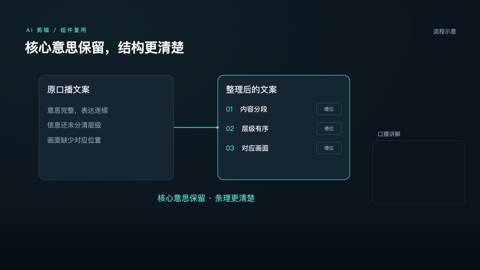 AI 剪辑 / 组件复用
核心意思保留，结构更清楚
流程示意
原口播文案
意思完整，表达连续
信息还未分清层级
画面缺少对应位置
整理后的文案
01 内容分段 槽位
02 层级有序 槽位
03 对应画面 槽位
口播讲解
核心意思保留 · 条理更清楚